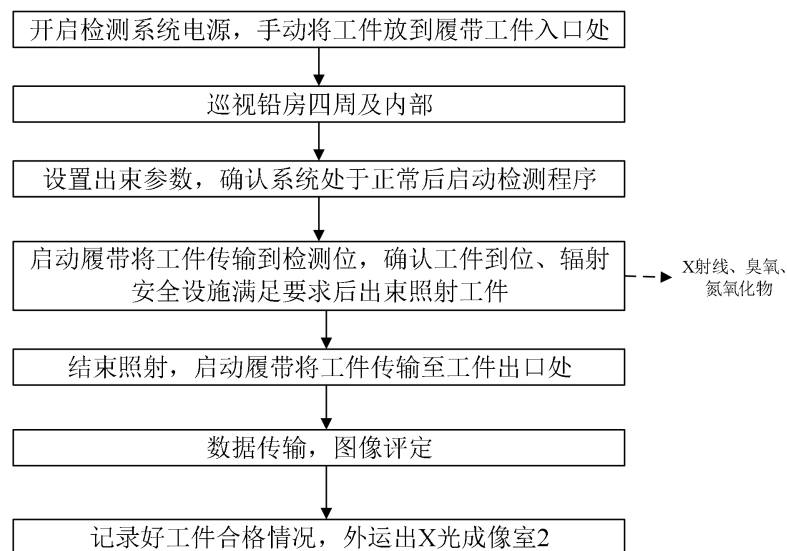 开启检测系统电源，手动将工件放到履带工件入口处
巡视铅房四周及内部
设置出束参数，确认系统处于正常后启动检测程序
启动履带将工件传输到检测位，确认工件到位、辐射
安全设施满足要求后出束照射工件
X射线、臭氧、
氮氧化物
结束照射，启动履带将工件传输至工件出口处
数据传输，图像评定
记录好工件合格情况，外运出X光成像室2